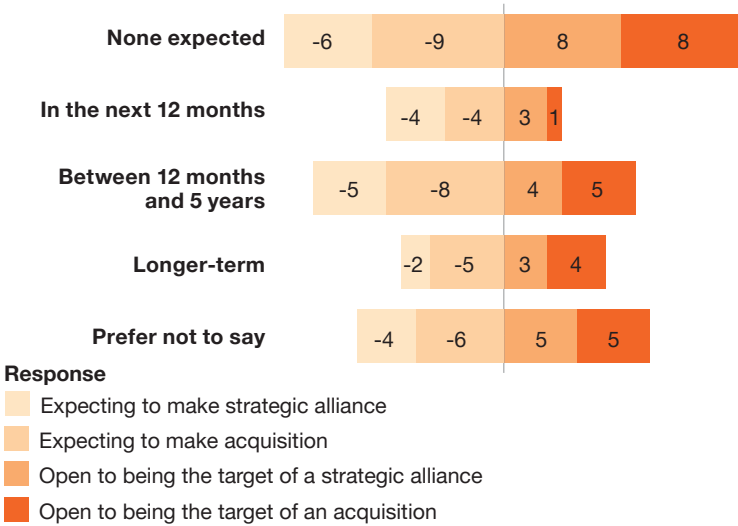 None expected -6 -9 8 8
In the next 12 months -4 -4 3 1
Between 12 months
and 5 years -5 -8 4 5
Longer-term -2 -5 3 4
Prefer not to say -4 -6 5 5
Response
Expecting to make strategic alliance
Expecting to make acquisition
Open to being the target of a strategic alliance
Open to being the target of an acquisition